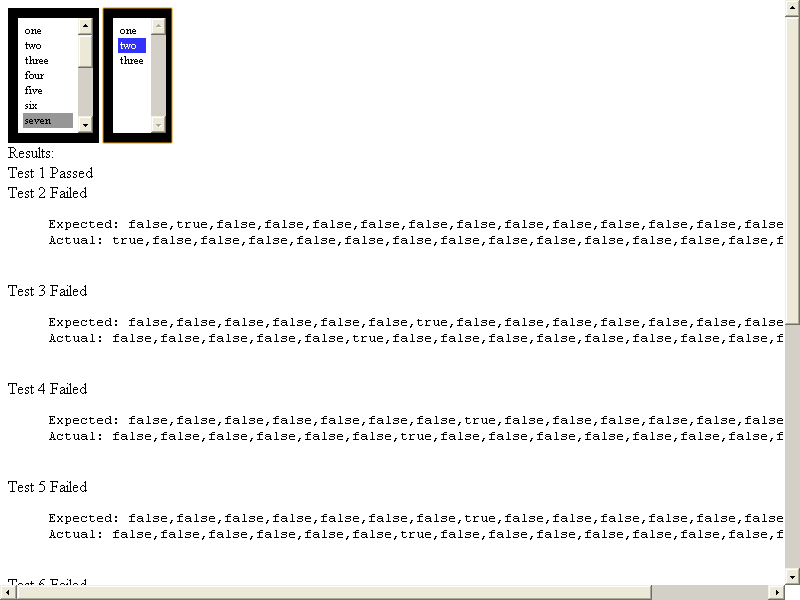 one
two
three
four
five
six
seven
one
two
three
Results:
Test 1 Passed
Test 2 Failed
Expected: false,true,false,false,false,false,false,false,false,false,false,false,false,false
Actual: true,false,false,false,false,false,false,false,false,false,false,false,false,false,f
Test 3 Failed
Expected: false,false,false,false,false,false,true,false,false,false,false,false,false,false
Actual: false,false,false,false,false,true,false,false,false,false,false,false,false,false,f
Test 4 Failed
Expected: false,false,false,false,false,false,false,true,false,false,false,false,false,false
Actual: false,false,false,false,false,false,true,false,false,false,false,false,false,false,f
Test 5 Failed
Expected: false,false,false,false,false,false,false,true,false,false,false,false,false,false
Actual: false,false,false,false,false,false,true,false,false,false,false,false,false,false,f
Test 6 Failed